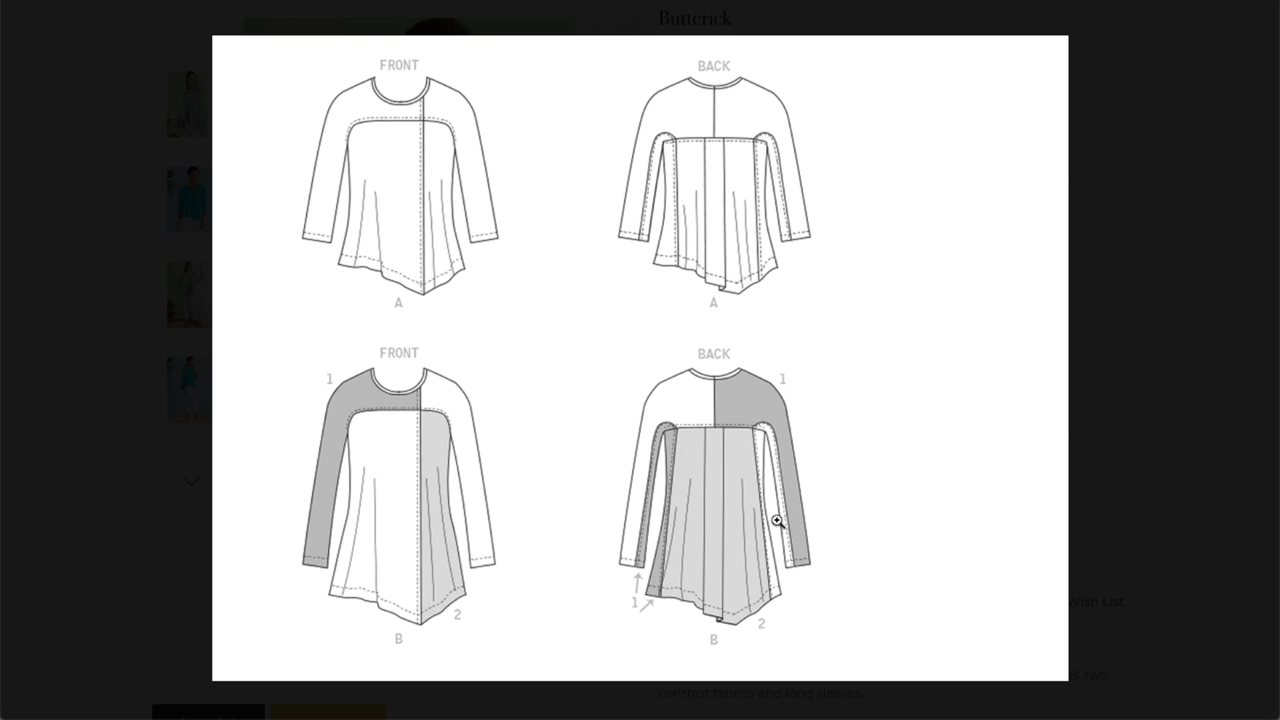 Butterick
FRONT
BACK
A
A
FRONT
BACK
1
1
1
2
2
B
B
Wish List
two
contrast fabrics and long sleeves.